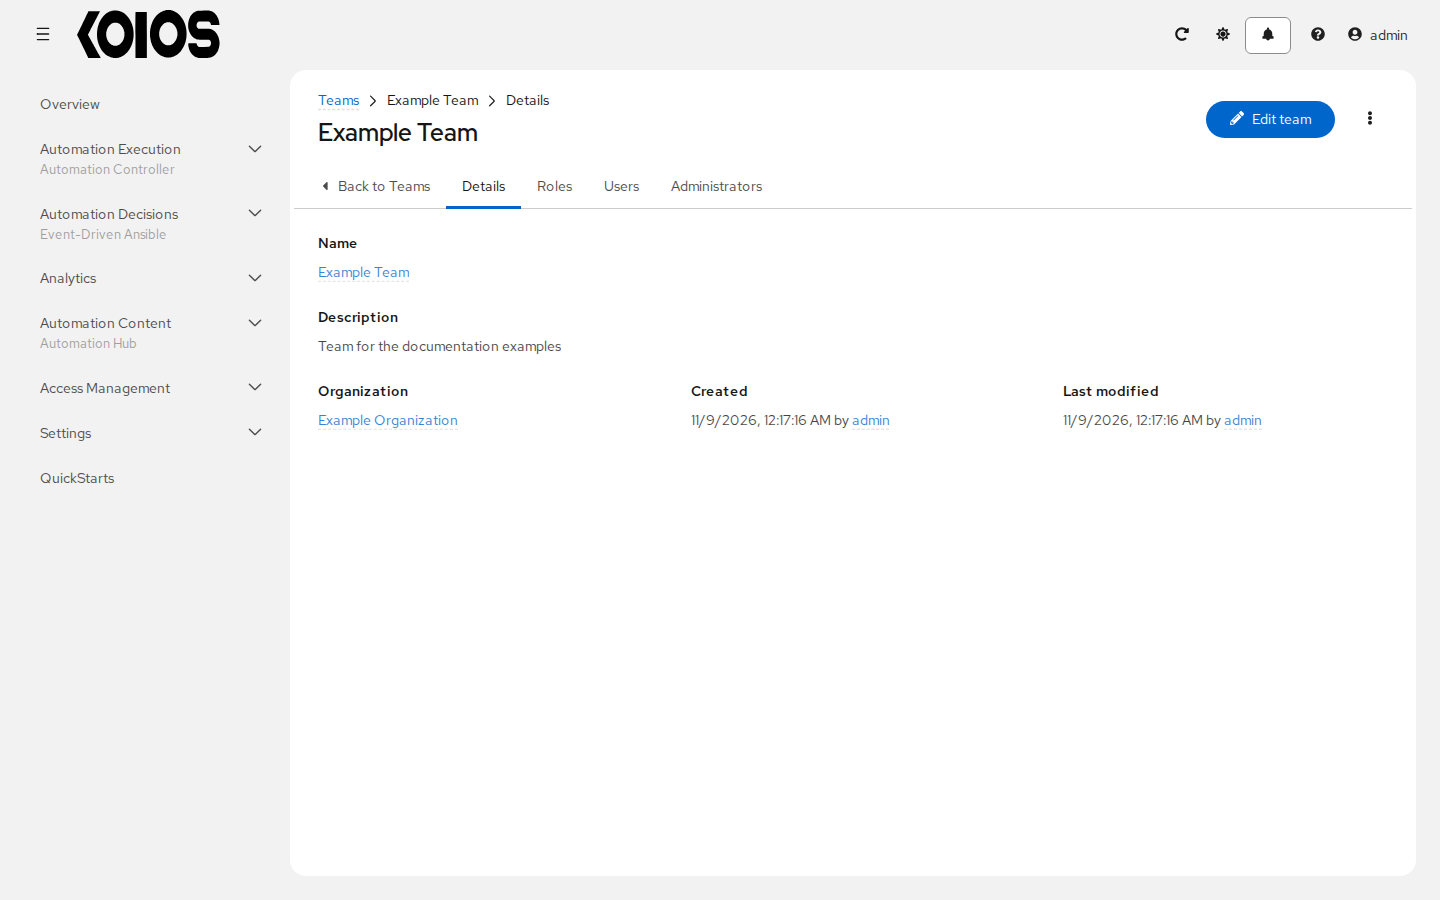 KOIOS
admin
Overview
Automation Execution
Automation Controller
Automation Decisions
Event-Driven Ansible
Analytics
Automation Content
Automation Hub
Access Management
Settings
QuickStarts
Teams Example Team Details
Example Team
Edit team
Back to Teams Details Roles Users Administrators
Name
Example Team
Description
Team for the documentation examples
Organization Created Last modified
Example Organization 11/9/2026, 12:17:16 AM by admin 11/9/2026, 12:17:16 AM by admin